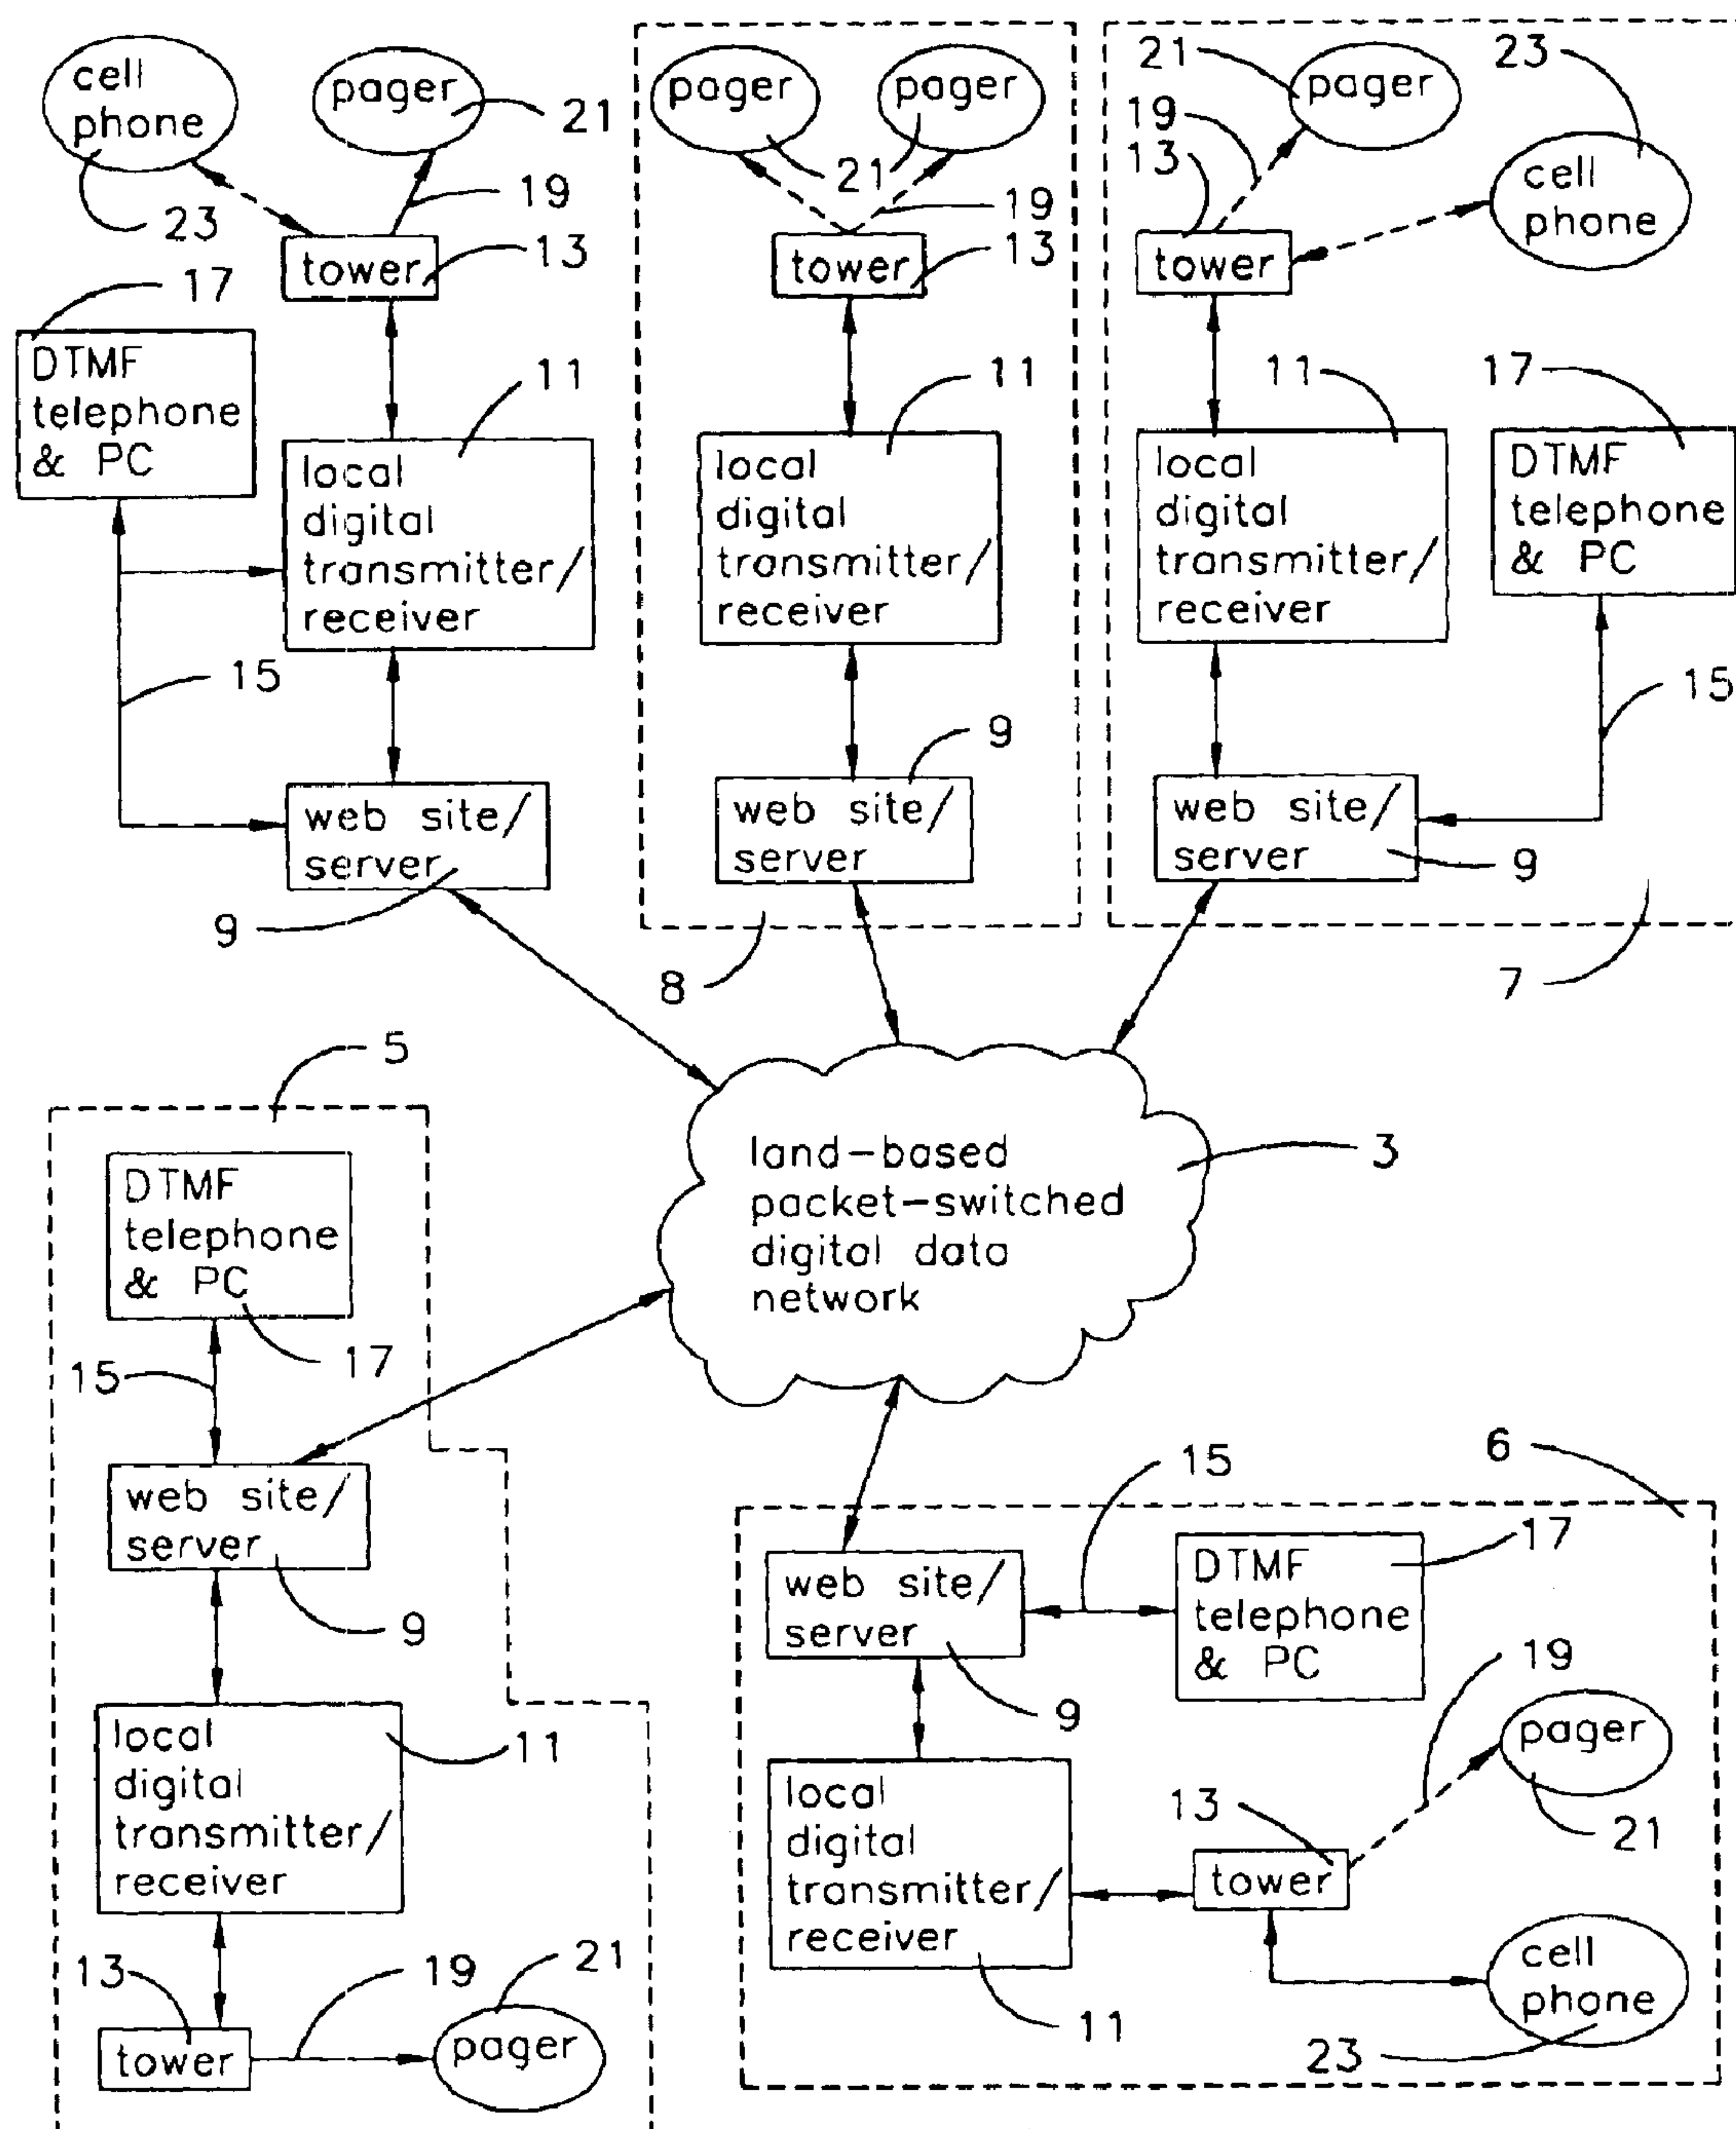 cell
phone
23
pager
21
19
tower
13
17
DTMF
telephone
& PC
11
local
digital
transmitter/
receiver
15
web site/
server
9
pager
pager
21
19
tower
13
11
local
digital
transmitter/
receiver
9
web site/
server
8
21
pager
23
19
13
cell
phone
tower
11
17
local
digital
transmitter/
receiver
DTMF
telephone
& PC
15
web site/
server
9
7
land-based
packet-switched
digital data
network
3
5
DTMF
telephone
& PC
17
15
web site/
server
9
local
digital
transmitter/
receiver
11
13
19
21
tower
pager
6
15
17
web site/
server
DTMF
telephone
& PC
9
19
pager
21
local
digital
transmitter/
receiver
11
13
tower
cell
phone
23